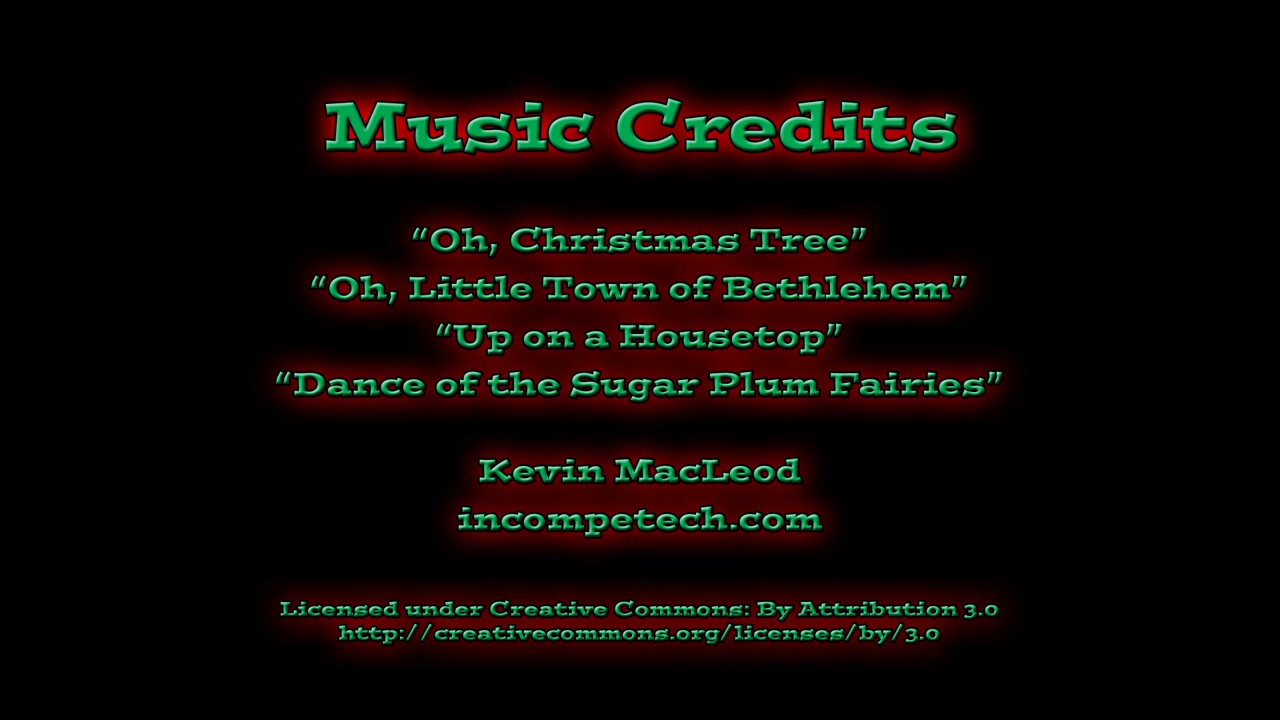 Music Credits
“Oh, Christmas Tree”
“Oh, Little Town of Bethlehem”
“Up on a Housetop”
“Dance of the Sugar Plum Fairies”
Kevin MacLeod
incompetech.com
Licensed under Creative Commons: By Attribution 3.0
http://creativecommons.org/licenses/by/3.0